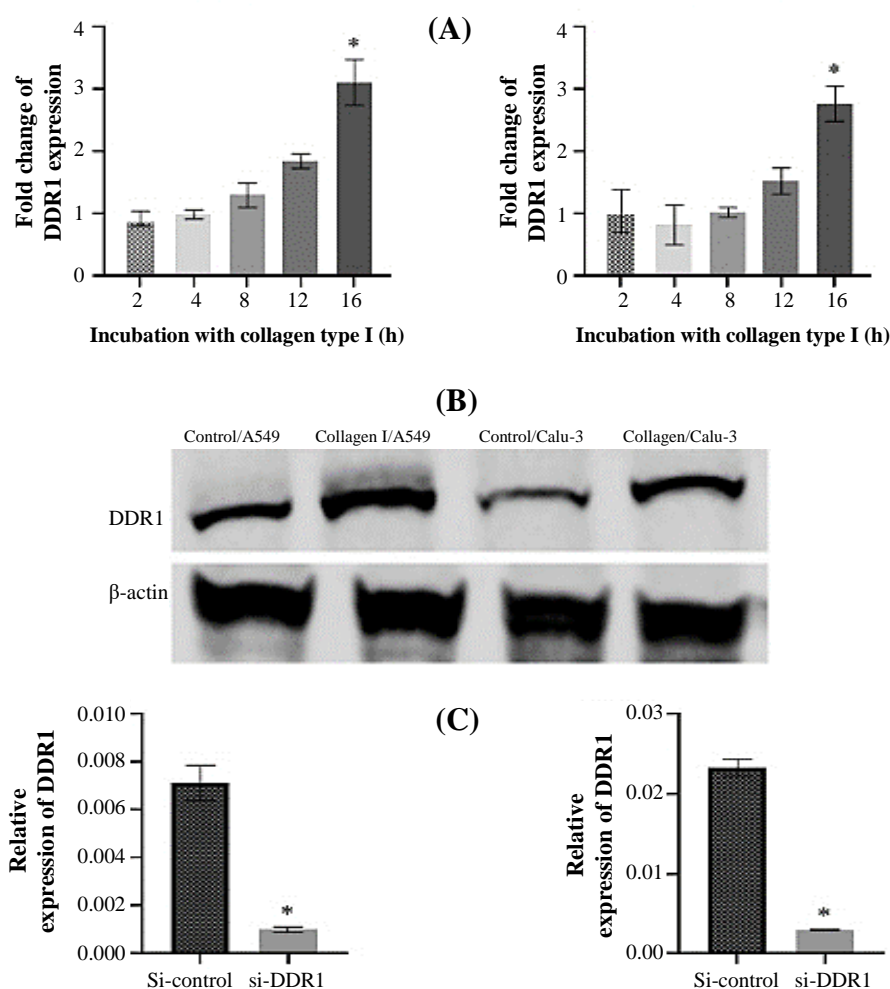 (A)
Fold change of
DDR1 expression
4
3
2
1
0
*
2 4 8 12 16
Incubation with collagen type I (h)
Fold change of
DDR1 expression
4
3
2
1
0
*
2 4 8 12 16
Incubation with collagen type I (h)
(B)
Control/A549 Collagen I/A549 Control/Calu-3 Collagen/Calu-3
DDR1
β-actin
(C)
Relative
expression of DDR1
0.010
0.008
0.006
0.004
0.002
0.000
*
Si-control si-DDR1
Relative
expression of DDR1
0.03
0.02
0.01
0.00
*
Si-control si-DDR1